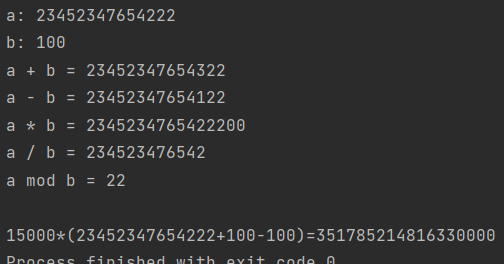 a: 23452347654222
b: 100
a + b = 23452347654322
a - b = 23452347654122
a * b = 2345234765422200
a / b = 234523476542
a mod b = 22
15000*(23452347654222+100-100)=351785214816330000
Process finished with exit code 0